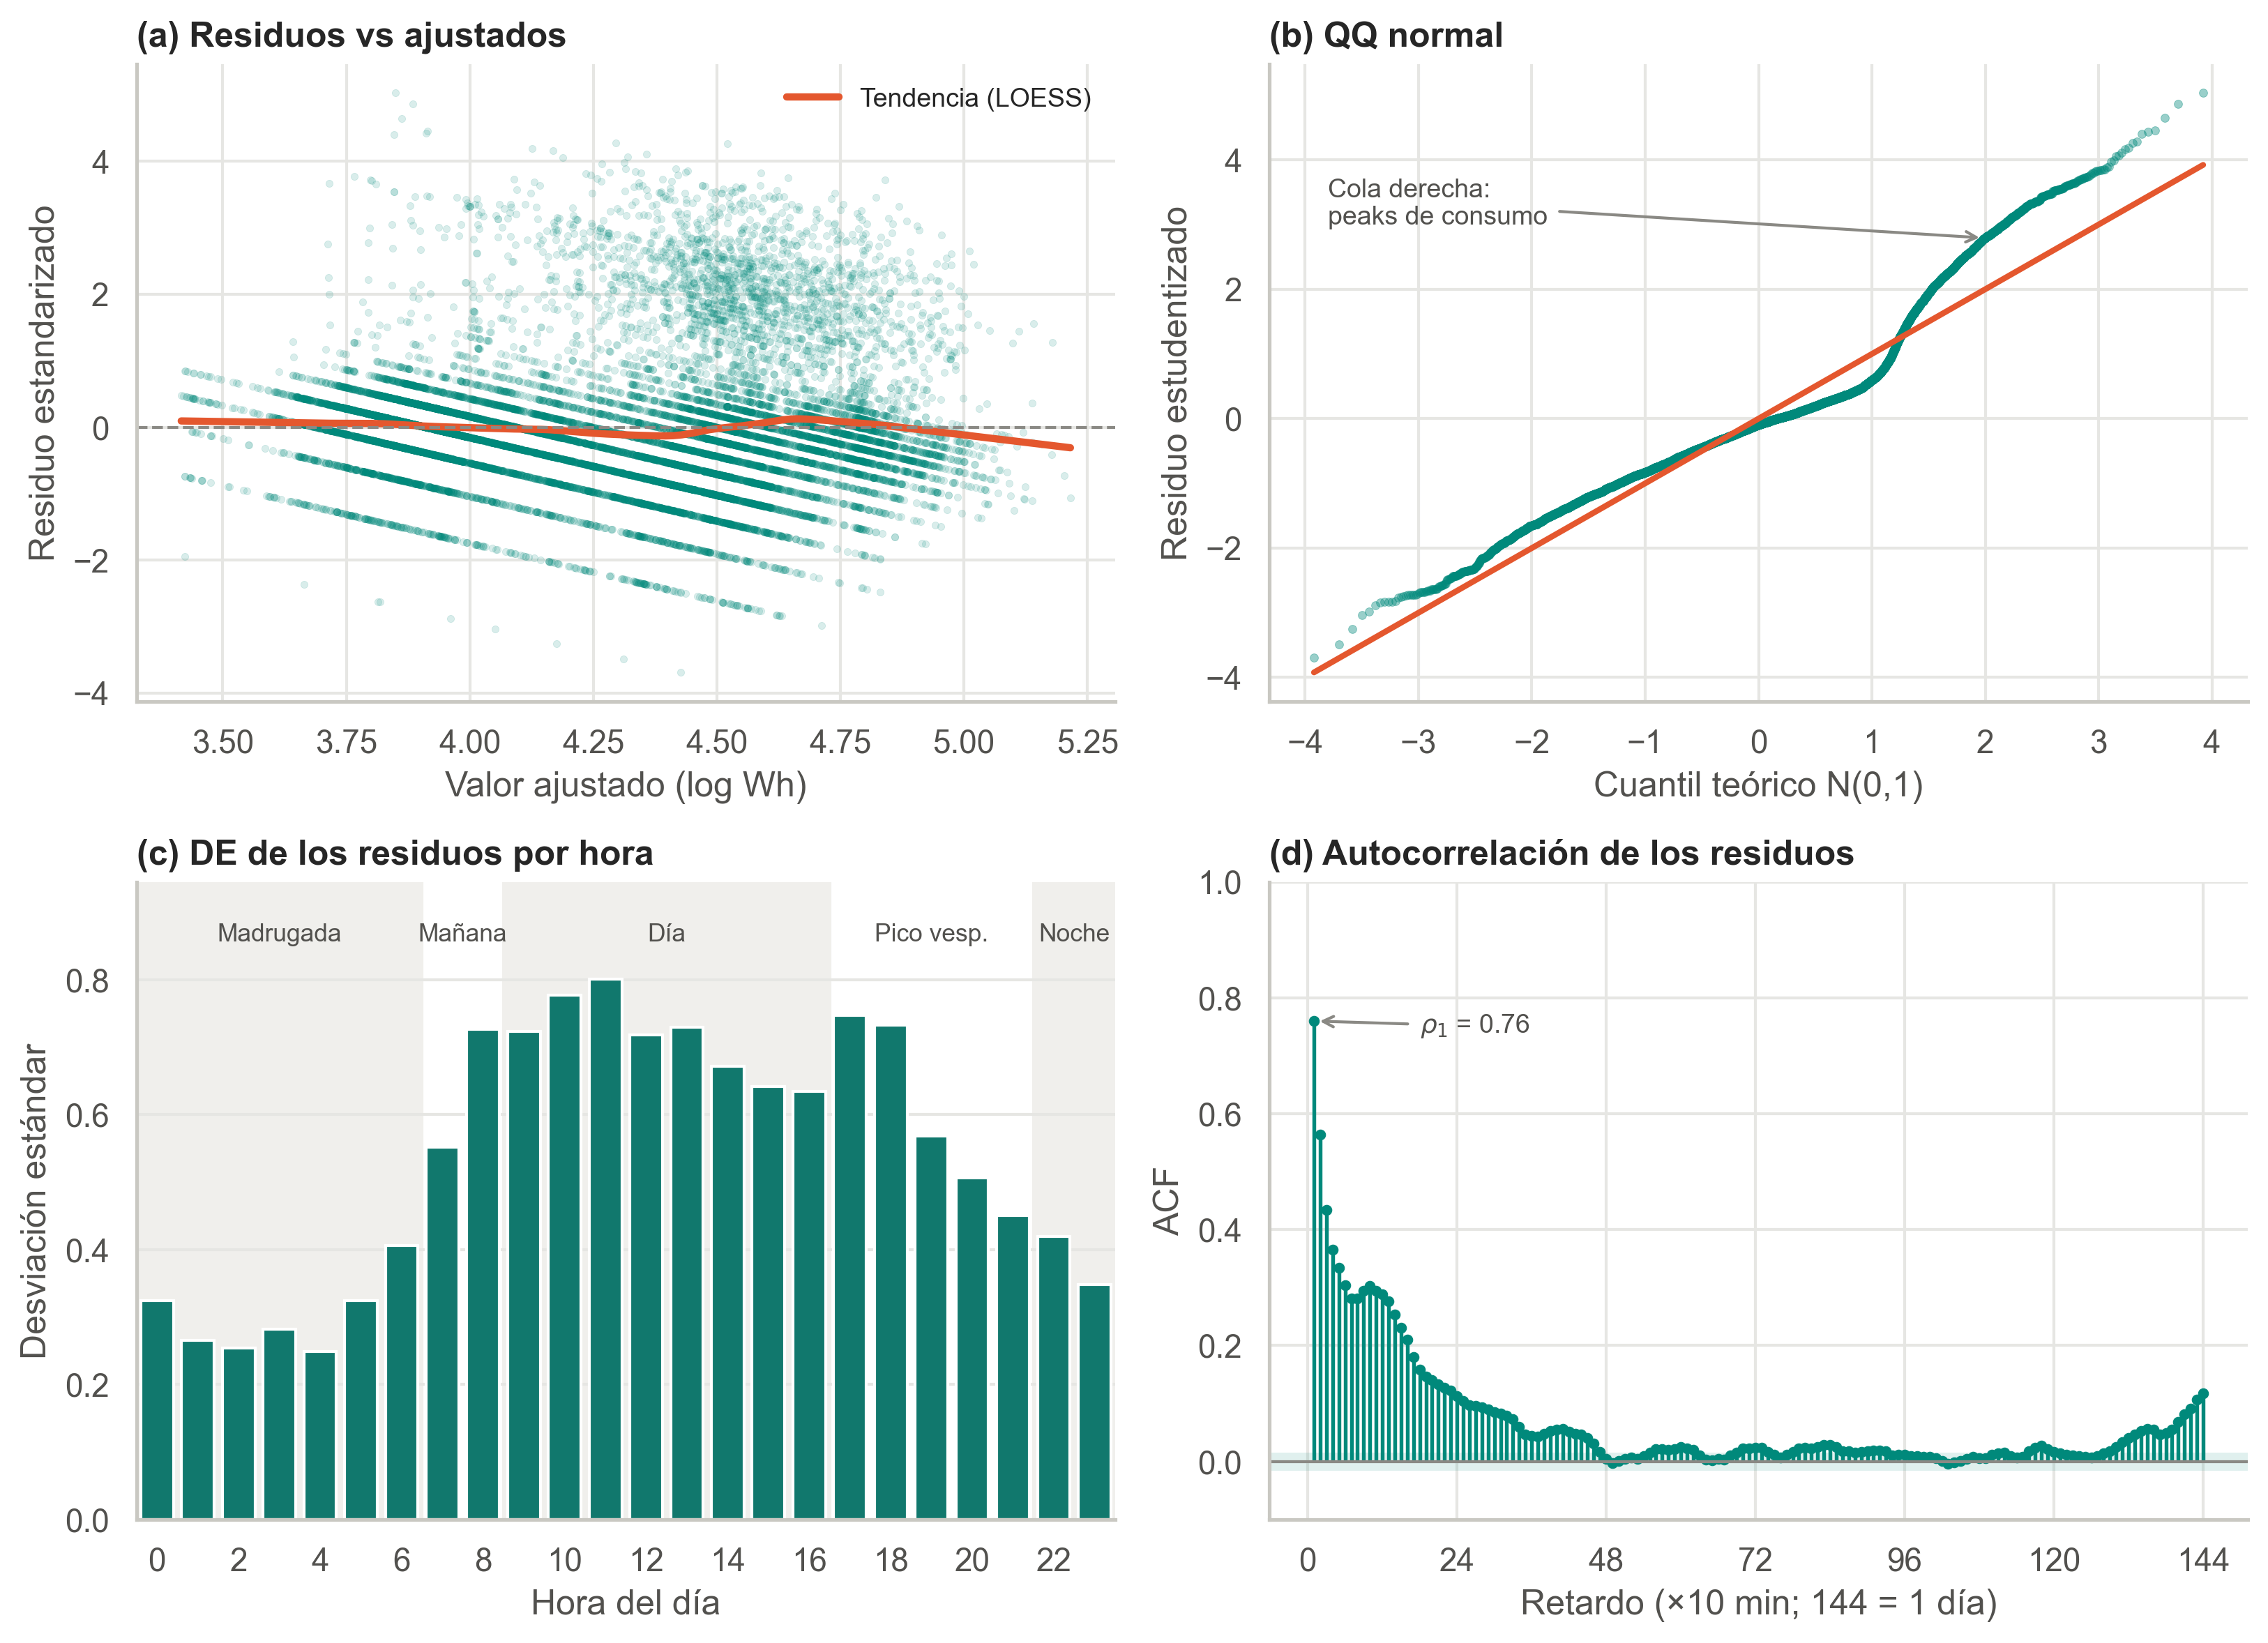 (a) Residuos vs ajustados
Tendencia (LOESS)
4
2
0
−2
−4
Residuo estandarizado
3.50 3.75 4.00 4.25 4.50 4.75 5.00 5.25
Valor ajustado (log Wh)
(b) QQ normal
Cola derecha:
peaks de consumo
4
2
0
−2
−4
Residuo estudentizado
−4 −3 −2 −1 0 1 2 3 4
Cuantil teórico N(0,1)
(c) DE de los residuos por hora
Madrugada Mañana Día Pico vesp. Noche
0.8
0.6
0.4
0.2
0.0
Desviación estándar
0 2 4 6 8 10 12 14 16 18 20 22
Hora del día
(d) Autocorrelación de los residuos
1.0
0.8
0.6
0.4
0.2
0.0
ρ₁ = 0.76
ACF
0 24 48 72 96 120 144
Retardo (×10 min; 144 = 1 día)